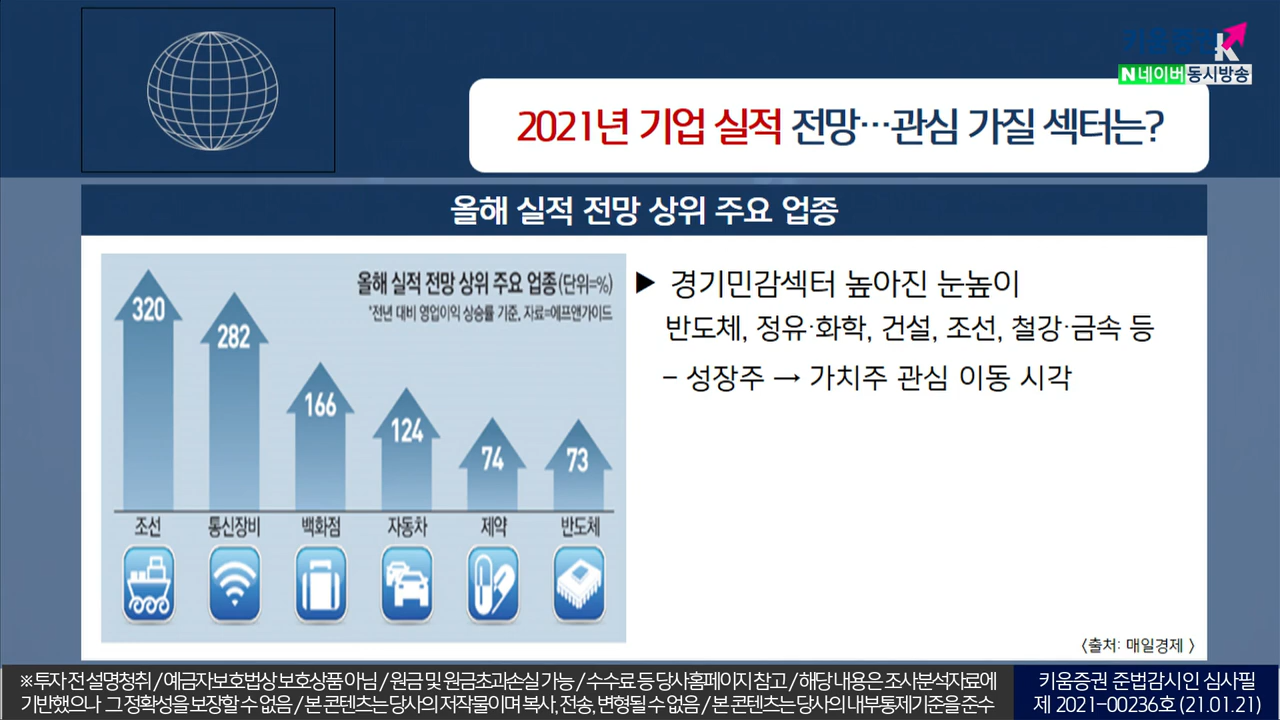 키움증권
N 네이버 동시방송
2021년 기업 실적 전망…관심 가질 섹터는?
올해 실적 전망 상위 주요 업종
올해 실적 전망 상위 주요 업종(단위=%)
*전년 대비 영업이익 상승률 기준, 자료=에프앤가이드
320
282
166
124
74
73
조선
통신장비
백화점
자동차
제약
반도체
▶ 경기민감섹터 높아진 눈높이
반도체, 정유·화학, 건설, 조선, 철강·금속 등
– 성장주 → 가치주 관심 이동 시각
〈출처: 매일경제 〉
※ 투자 전 설명청취 / 예금자보호법상 보호상품 아님 / 원금 및 원금초과손실 가능 / 수수료 등 당사홈페이지 참고 / 해당 내용은 조사분석자료에
기반했으나 그 정확성을 보장할 수 없음 / 본 콘텐츠는 당사의 저작물이며 복사, 전송, 변형될 수 없음 / 본 콘텐츠는 당사의 내부통제기준을 준수
키움증권 준법감시인 심사필
제 2021-00236호 (21.01.21)